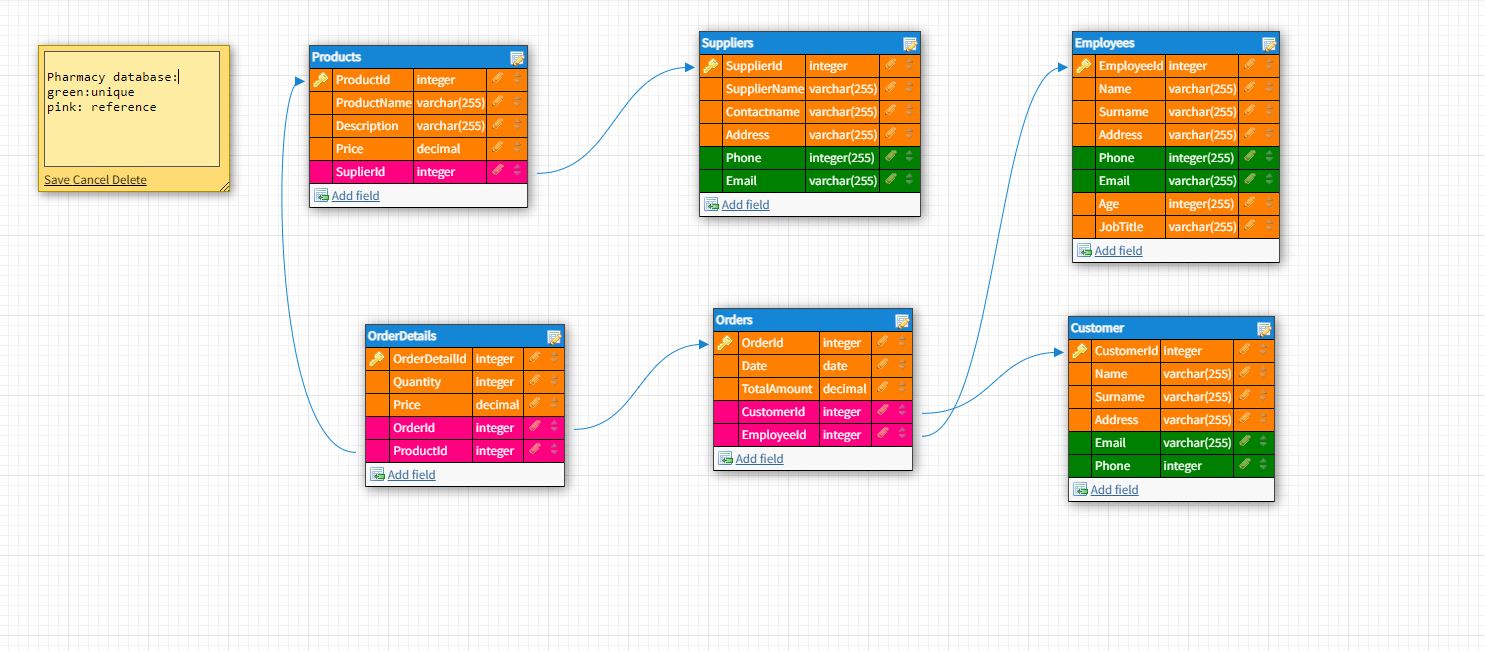 Pharmacy database:
green:unique
pink: reference
Save Cancel Delete
Products
ProductId integer
ProductName varchar(255)
Description varchar(255)
Price decimal
SuplierId integer
Add field
Suppliers
SupplierId integer
SupplierName varchar(255)
Contactname varchar(255)
Address varchar(255)
Phone integer(255)
Email varchar(255)
Add field
Employees
EmployeeId integer
Name varchar(255)
Surname varchar(255)
Address varchar(255)
Phone integer(255)
Email varchar(255)
Age integer(255)
JobTitle varchar(255)
Add field
OrderDetails
OrderDetailId integer
Quantity integer
Price decimal
OrderId integer
ProductId integer
Add field
Orders
OrderId integer
Date date
TotalAmount decimal
CustomerId integer
EmployeeId integer
Add field
Customer
CustomerId integer
Name varchar(255)
Surname varchar(255)
Address varchar(255)
Email varchar(255)
Phone integer
Add field